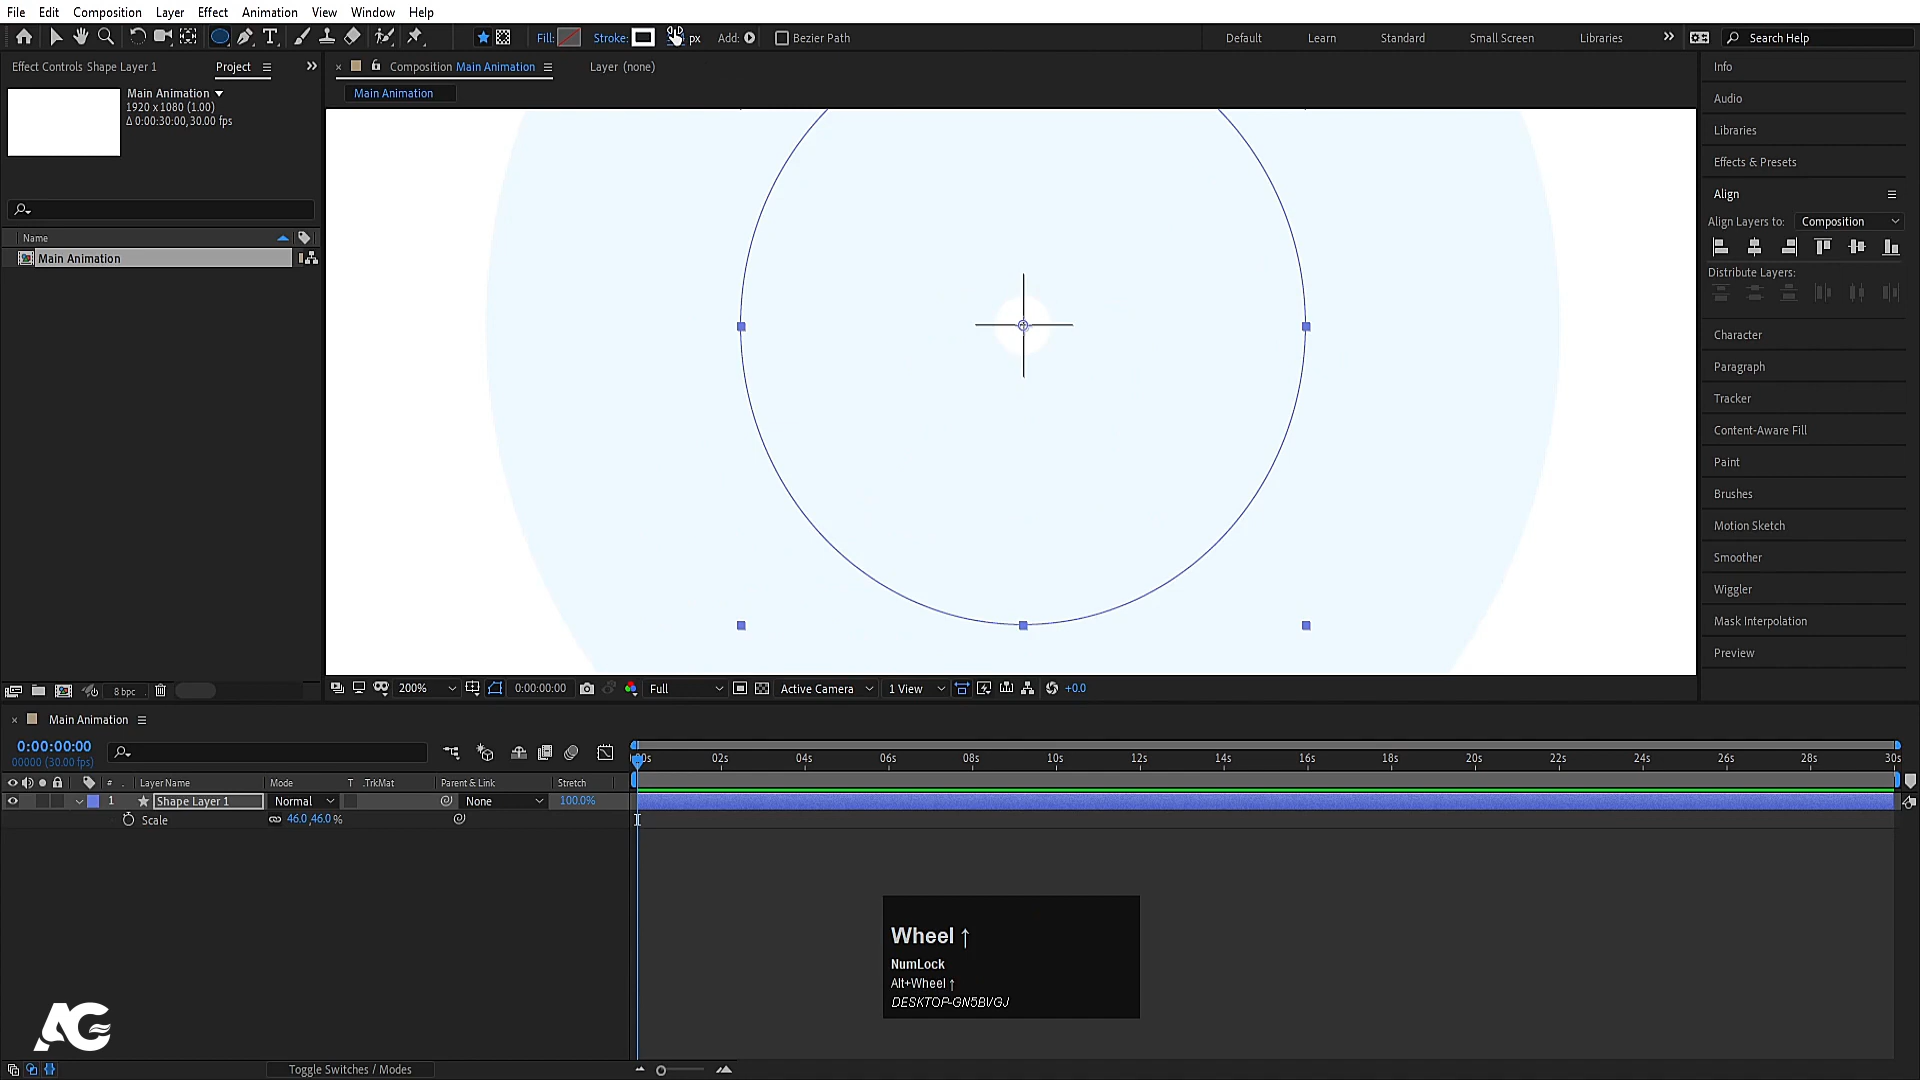 File Edit Composition Layer Effect Animation View Window Help
Fill: Stroke: px Add: Bezier Path Default Learn Standard Small Screen Libraries Search Help
Effect Controls Shape Layer 1 Project
Composition Main Animation Layer (none)
Main Animation
Main Animation
1920 x 1080 (1.00)
Δ 0:00:30:00, 30.00 fps
Name
Main Animation
8 bpc
200% 0:00:00:00 Full Active Camera 1 View +0.0
Info
Audio
Libraries
Effects & Presets
Align
Align Layers to: Composition
Distribute Layers:
Character
Paragraph
Tracker
Content-Aware Fill
Paint
Brushes
Motion Sketch
Smoother
Wiggler
Mask Interpolation
Preview
Main Animation
0:00:00:00
00000 (30.00 fps)
# Layer Name Mode T .TrkMat Parent & Link Stretch
1 Shape Layer 1 Normal None 100.0%
Scale 46.0,46.0 %
02s 04s 06s 08s 10s 12s 14s 16s 18s 20s 22s 24s 26s 28s 30s
Wheel ↑
NumLock
Alt+Wheel ↑
DESKTOP-GN5BVGJ
AG
Toggle Switches / Modes